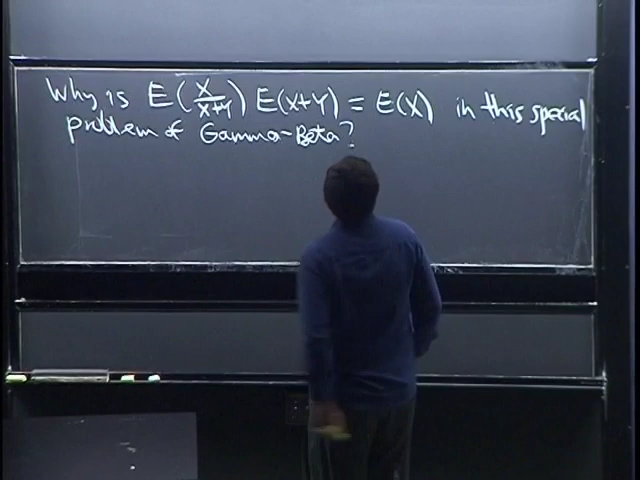 Why is E(X/X+Y) E(X+Y) = E(X) in this special
problem of Gamma-Beta?